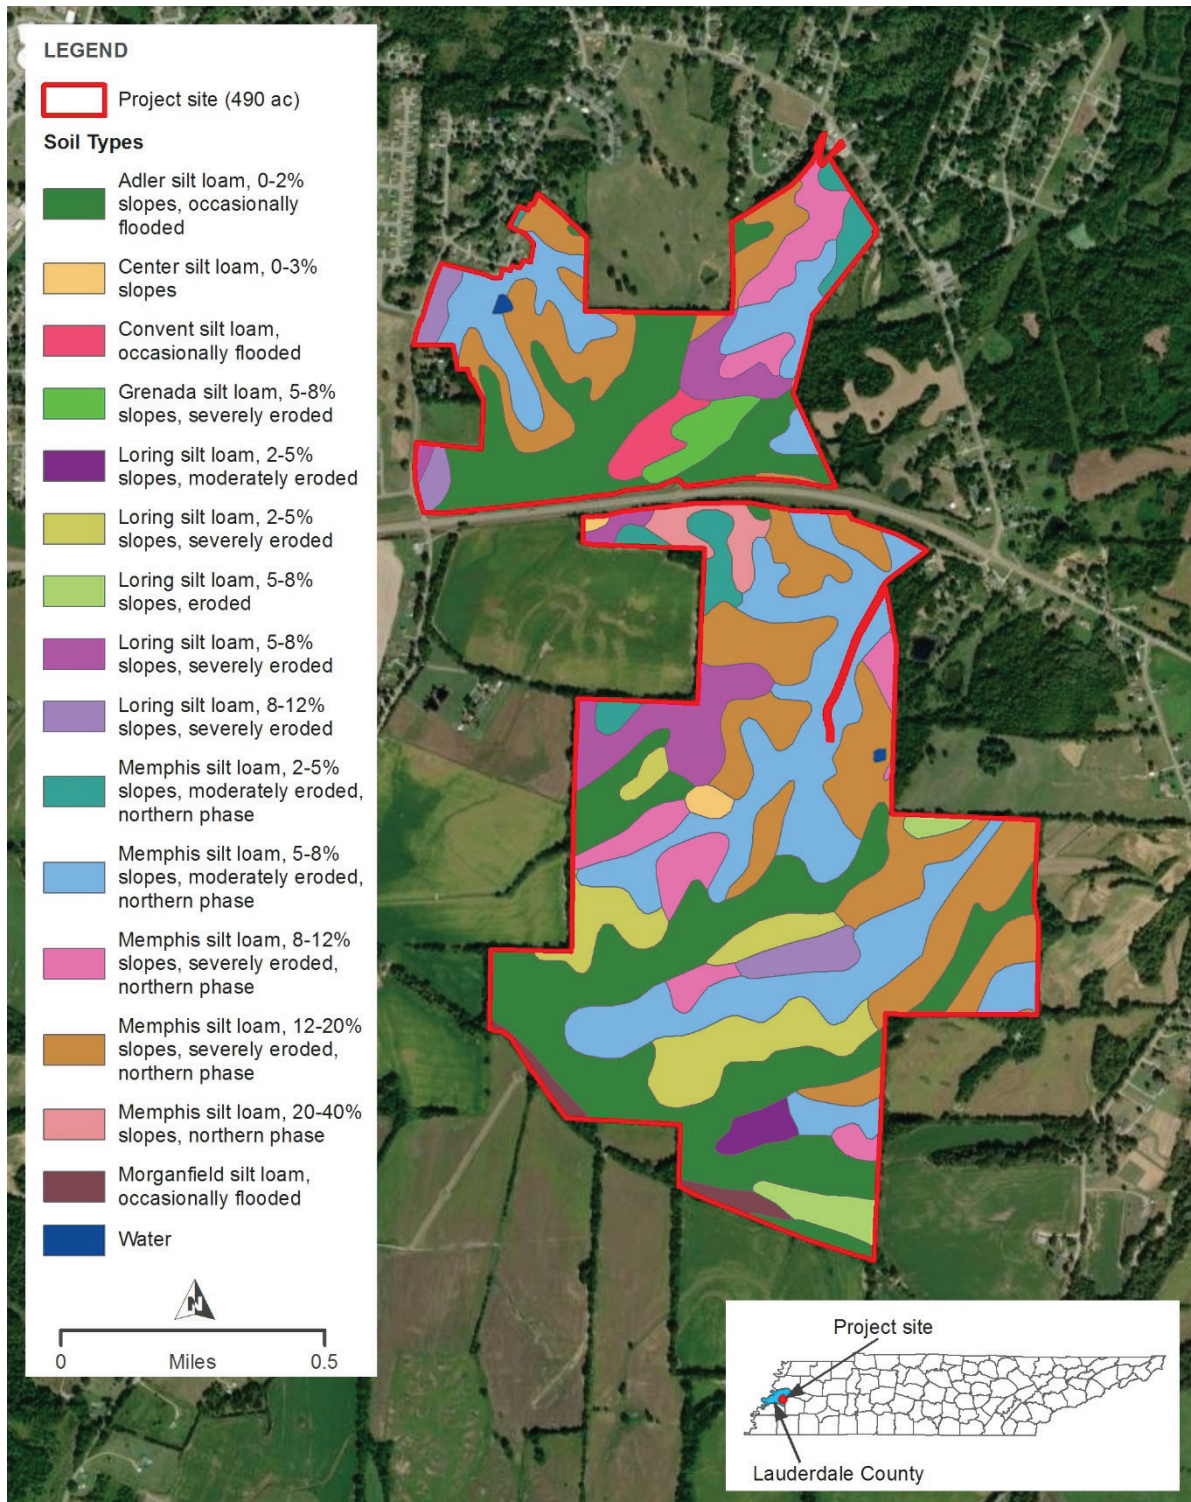 LEGEND
Project site (490 ac)
Soil Types
Adler silt loam, 0-2%
slopes, occasionally
flooded
Center silt loam, 0-3%
slopes
Convent silt loam,
occasionally flooded
Grenada silt loam, 5-8%
slopes, severely eroded
Loring silt loam, 2-5%
slopes, moderately eroded
Loring silt loam, 2-5%
slopes, severely eroded
Loring silt loam, 5-8%
slopes, eroded
Loring silt loam, 5-8%
slopes, severely eroded
Loring silt loam, 8-12%
slopes, severely eroded
Memphis silt loam, 2-5%
slopes, moderately eroded,
northern phase
Memphis silt loam, 5-8%
slopes, moderately eroded,
northern phase
Memphis silt loam, 8-12%
slopes, severely eroded,
northern phase
Memphis silt loam, 12-20%
slopes, severely eroded,
northern phase
Memphis silt loam, 20-40%
slopes, northern phase
Morganfield silt loam,
occasionally flooded
Water
N
0 Miles 0.5
Project site
Lauderdale County